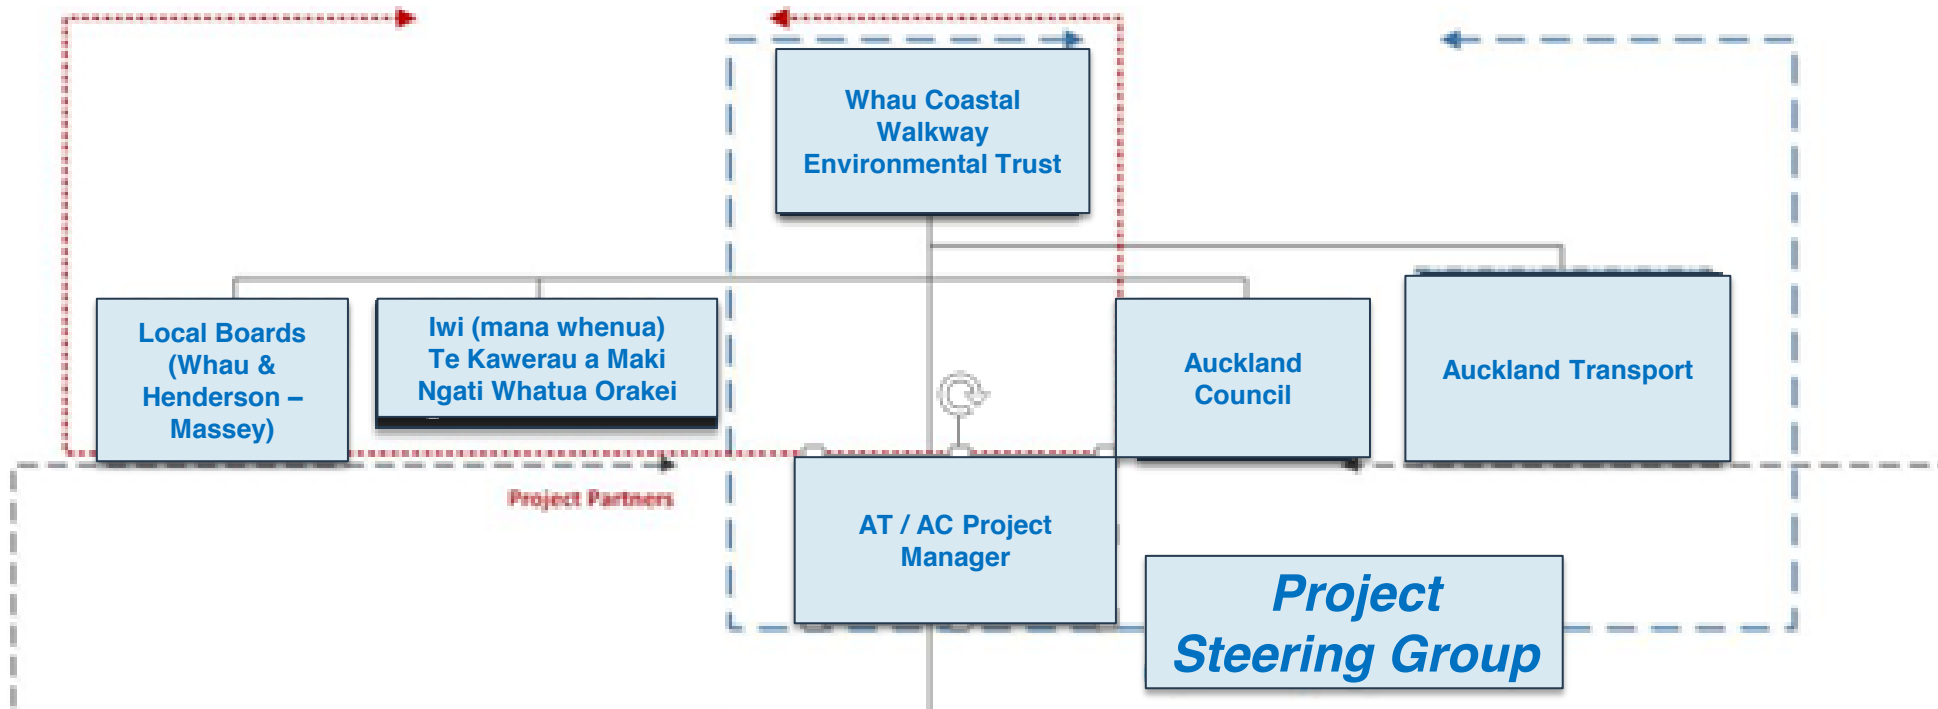 Whau Coastal
Walkway
Environmental Trust
Local Boards
(Whau &
Henderson –
Massey)
Iwi (mana whenua)
Te Kawerau a Maki
Ngati Whatua Orakei
Auckland
Council
Auckland Transport
Project Partners
AT / AC Project
Manager
Project
Steering Group